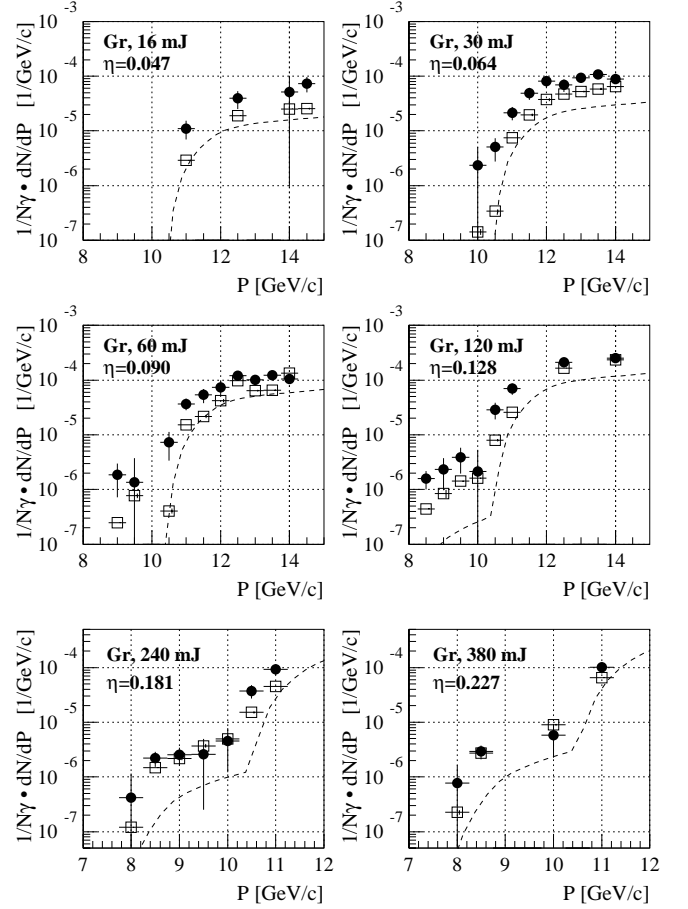 Gr, 16 mJ
η=0.047
1/Nγ • dN/dP [1/GeV/c]
10 -3
10 -4
10 -5
10 -6
10 -7
8 10 12 14
P [GeV/c]
Gr, 30 mJ
η=0.064
1/Nγ • dN/dP [1/GeV/c]
10 -3
10 -4
10 -5
10 -6
10 -7
8 10 12 14
P [GeV/c]
Gr, 60 mJ
η=0.090
1/Nγ • dN/dP [1/GeV/c]
10 -3
10 -4
10 -5
10 -6
10 -7
8 10 12 14
P [GeV/c]
Gr, 120 mJ
η=0.128
1/Nγ • dN/dP [1/GeV/c]
10 -3
10 -4
10 -5
10 -6
10 -7
8 10 12 14
P [GeV/c]
Gr, 240 mJ
η=0.181
1/Nγ • dN/dP [1/GeV/c]
10 -4
10 -5
10 -6
10 -7
7 8 9 10 11 12
P [GeV/c]
Gr, 380 mJ
η=0.227
1/Nγ • dN/dP [1/GeV/c]
10 -4
10 -5
10 -6
10 -7
7 8 9 10 11 12
P [GeV/c]